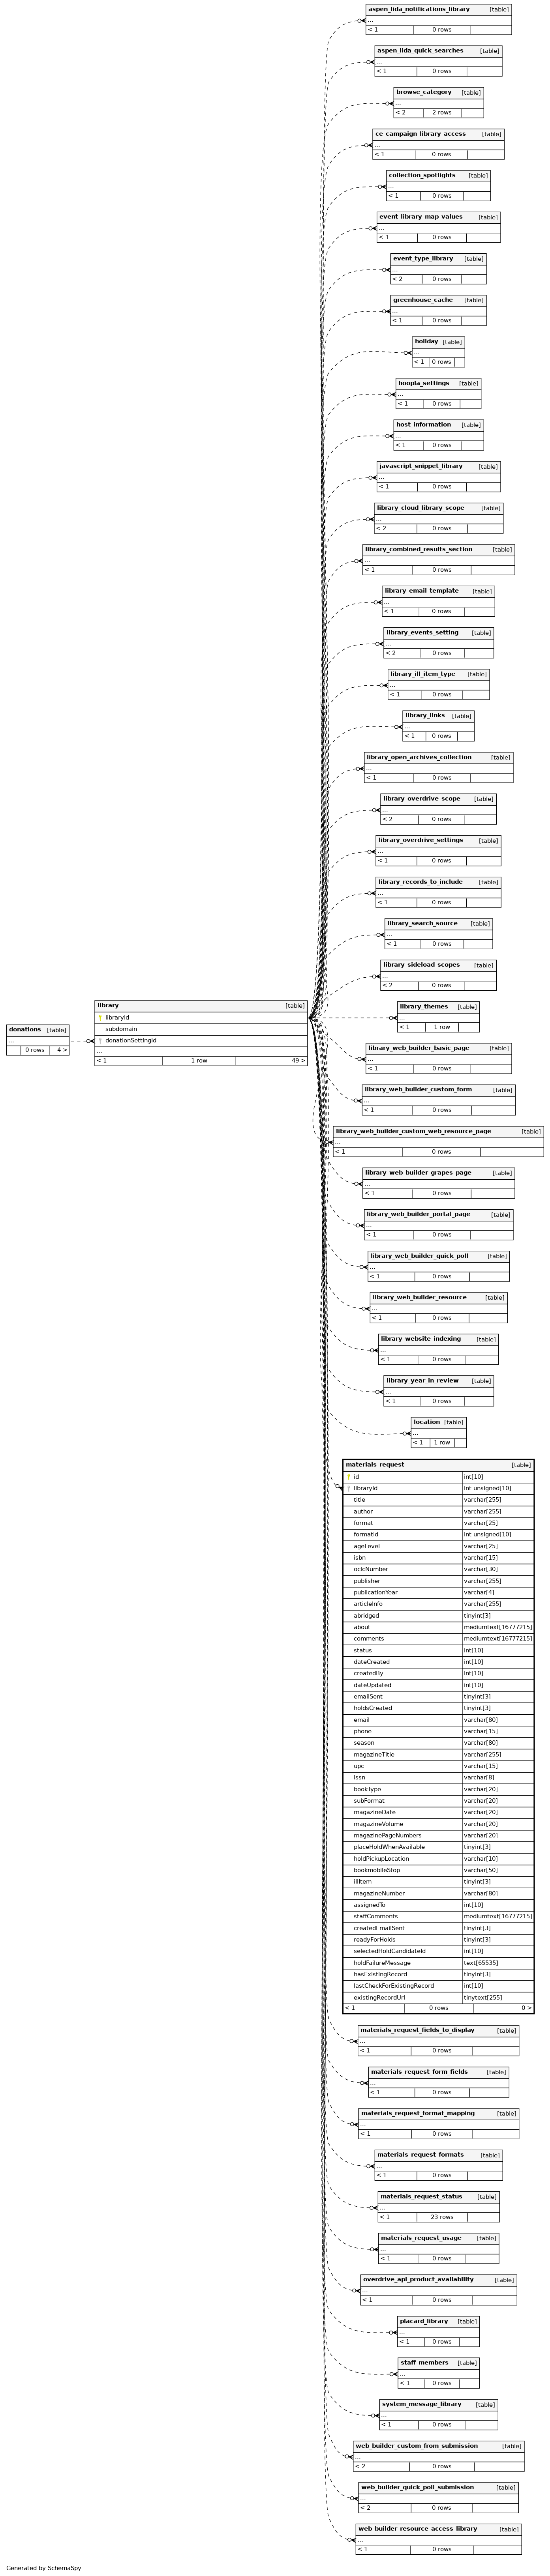 aspen_lida_notifications_library [table]
...
< 1 0 rows
aspen_lida_quick_searches [table]
...
< 1 0 rows
browse_category [table]
...
< 2 2 rows
ce_campaign_library_access [table]
...
< 1 0 rows
collection_spotlights [table]
...
< 1 0 rows
event_library_map_values [table]
...
< 1 0 rows
event_type_library [table]
...
< 2 0 rows
greenhouse_cache [table]
...
< 1 0 rows
holiday [table]
...
< 1 0 rows
hoopla_settings [table]
...
< 1 0 rows
host_information [table]
...
< 1 0 rows
javascript_snippet_library [table]
...
< 1 0 rows
library_cloud_library_scope [table]
...
< 2 0 rows
library_combined_results_section [table]
...
< 1 0 rows
library_email_template [table]
...
< 1 0 rows
library_events_setting [table]
...
< 2 0 rows
library_ill_item_type [table]
...
< 1 0 rows
library_links [table]
...
< 1 0 rows
library_open_archives_collection [table]
...
< 1 0 rows
library_overdrive_scope [table]
...
< 2 0 rows
library_overdrive_settings [table]
...
< 1 0 rows
library_records_to_include [table]
...
< 1 0 rows
library_search_source [table]
...
< 1 0 rows
library_sideload_scopes [table]
...
< 2 0 rows
donations [table]
...
0 rows 4 >
library [table]
libraryId
subdomain
donationSettingId
...
< 1 1 row 49 >
library_themes [table]
...
< 1 1 row
library_web_builder_basic_page [table]
...
< 1 0 rows
library_web_builder_custom_form [table]
...
< 1 0 rows
library_web_builder_custom_web_resource_page [table]
...
< 1 0 rows
library_web_builder_grapes_page [table]
...
< 1 0 rows
library_web_builder_portal_page [table]
...
< 1 0 rows
library_web_builder_quick_poll [table]
...
< 1 0 rows
library_web_builder_resource [table]
...
< 1 0 rows
library_website_indexing [table]
...
< 1 0 rows
library_year_in_review [table]
...
< 1 0 rows
location [table]
...
< 1 1 row
materials_request [table]
id int[10]
libraryId int unsigned[10]
title varchar[255]
author varchar[255]
format varchar[25]
formatId int unsigned[10]
ageLevel varchar[25]
isbn varchar[15]
oclcNumber varchar[30]
publisher varchar[255]
publicationYear varchar[4]
articleInfo varchar[255]
abridged tinyint[3]
about mediumtext[16777215]
comments mediumtext[16777215]
status int[10]
dateCreated int[10]
createdBy int[10]
dateUpdated int[10]
emailSent tinyint[3]
holdsCreated tinyint[3]
email varchar[80]
phone varchar[15]
season varchar[80]
magazineTitle varchar[255]
upc varchar[15]
issn varchar[8]
bookType varchar[20]
subFormat varchar[20]
magazineDate varchar[20]
magazineVolume varchar[20]
magazinePageNumbers varchar[20]
placeHoldWhenAvailable tinyint[3]
holdPickupLocation varchar[10]
bookmobileStop varchar[50]
illItem tinyint[3]
magazineNumber varchar[80]
assignedTo int[10]
staffComments mediumtext[16777215]
createdEmailSent tinyint[3]
readyForHolds tinyint[3]
selectedHoldCandidateId int[10]
holdFailureMessage text[65535]
hasExistingRecord tinyint[3]
lastCheckForExistingRecord int[10]
existingRecordUrl tinytext[255]
< 1 0 rows 0 >
materials_request_fields_to_display [table]
...
< 1 0 rows
materials_request_form_fields [table]
...
< 1 0 rows
materials_request_format_mapping [table]
...
< 1 0 rows
materials_request_formats [table]
...
< 1 0 rows
materials_request_status [table]
...
< 1 23 rows
materials_request_usage [table]
...
< 1 0 rows
overdrive_api_product_availability [table]
...
< 1 0 rows
placard_library [table]
...
< 1 0 rows
staff_members [table]
...
< 1 0 rows
system_message_library [table]
...
< 1 0 rows
web_builder_custom_from_submission [table]
...
< 2 0 rows
web_builder_quick_poll_submission [table]
...
< 2 0 rows
web_builder_resource_access_library [table]
...
< 1 0 rows
Generated by SchemaSpy